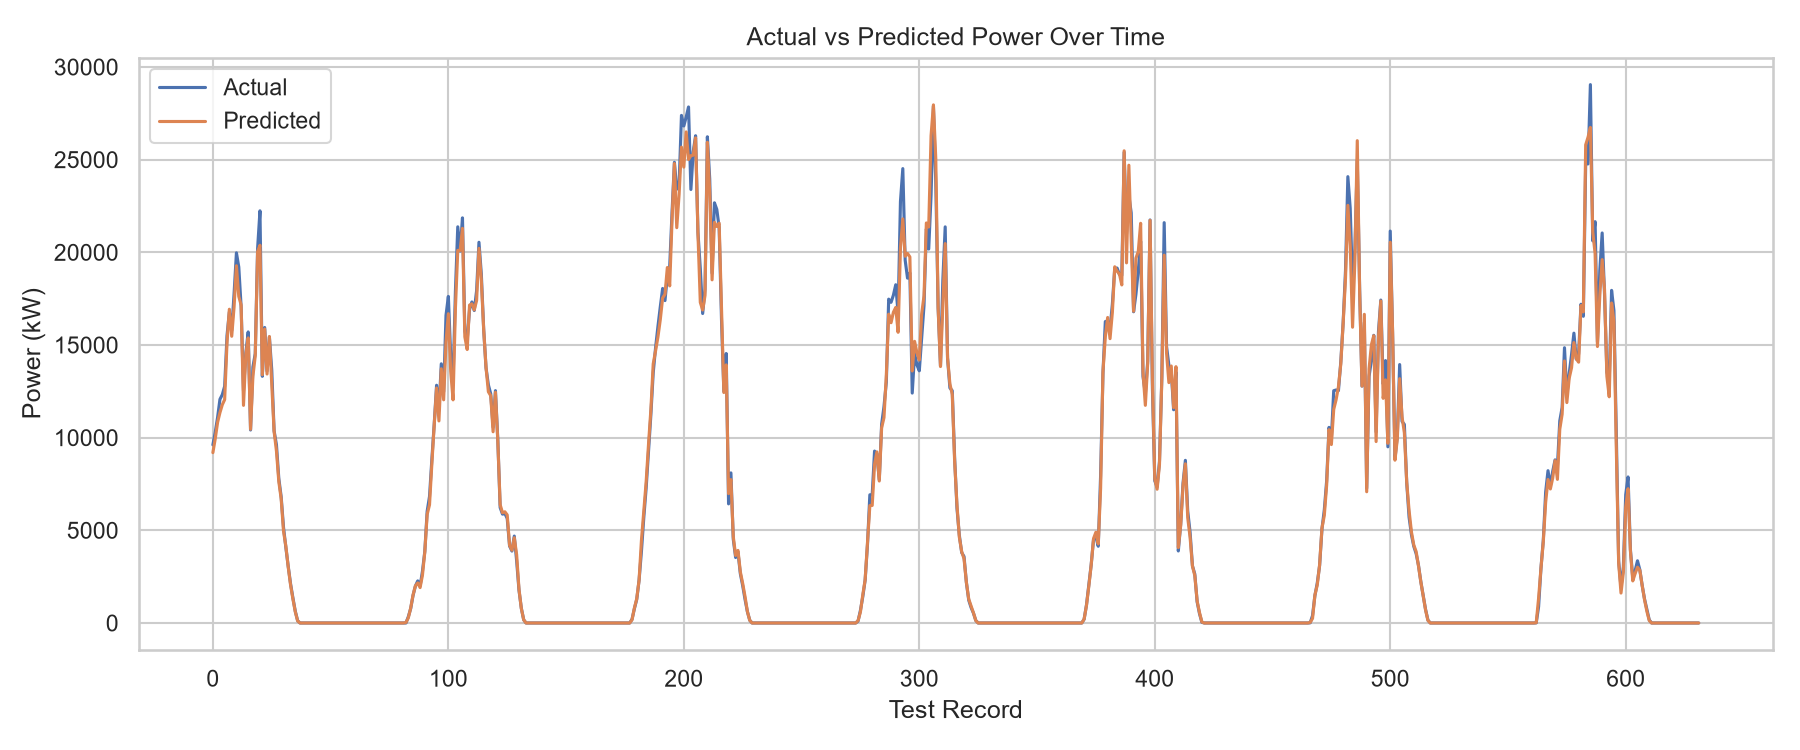 Actual vs Predicted Power Over Time
30000
25000
20000
15000
10000
5000
0
Power (kW)
Actual
Predicted
0 100 200 300 400 500 600
Test Record